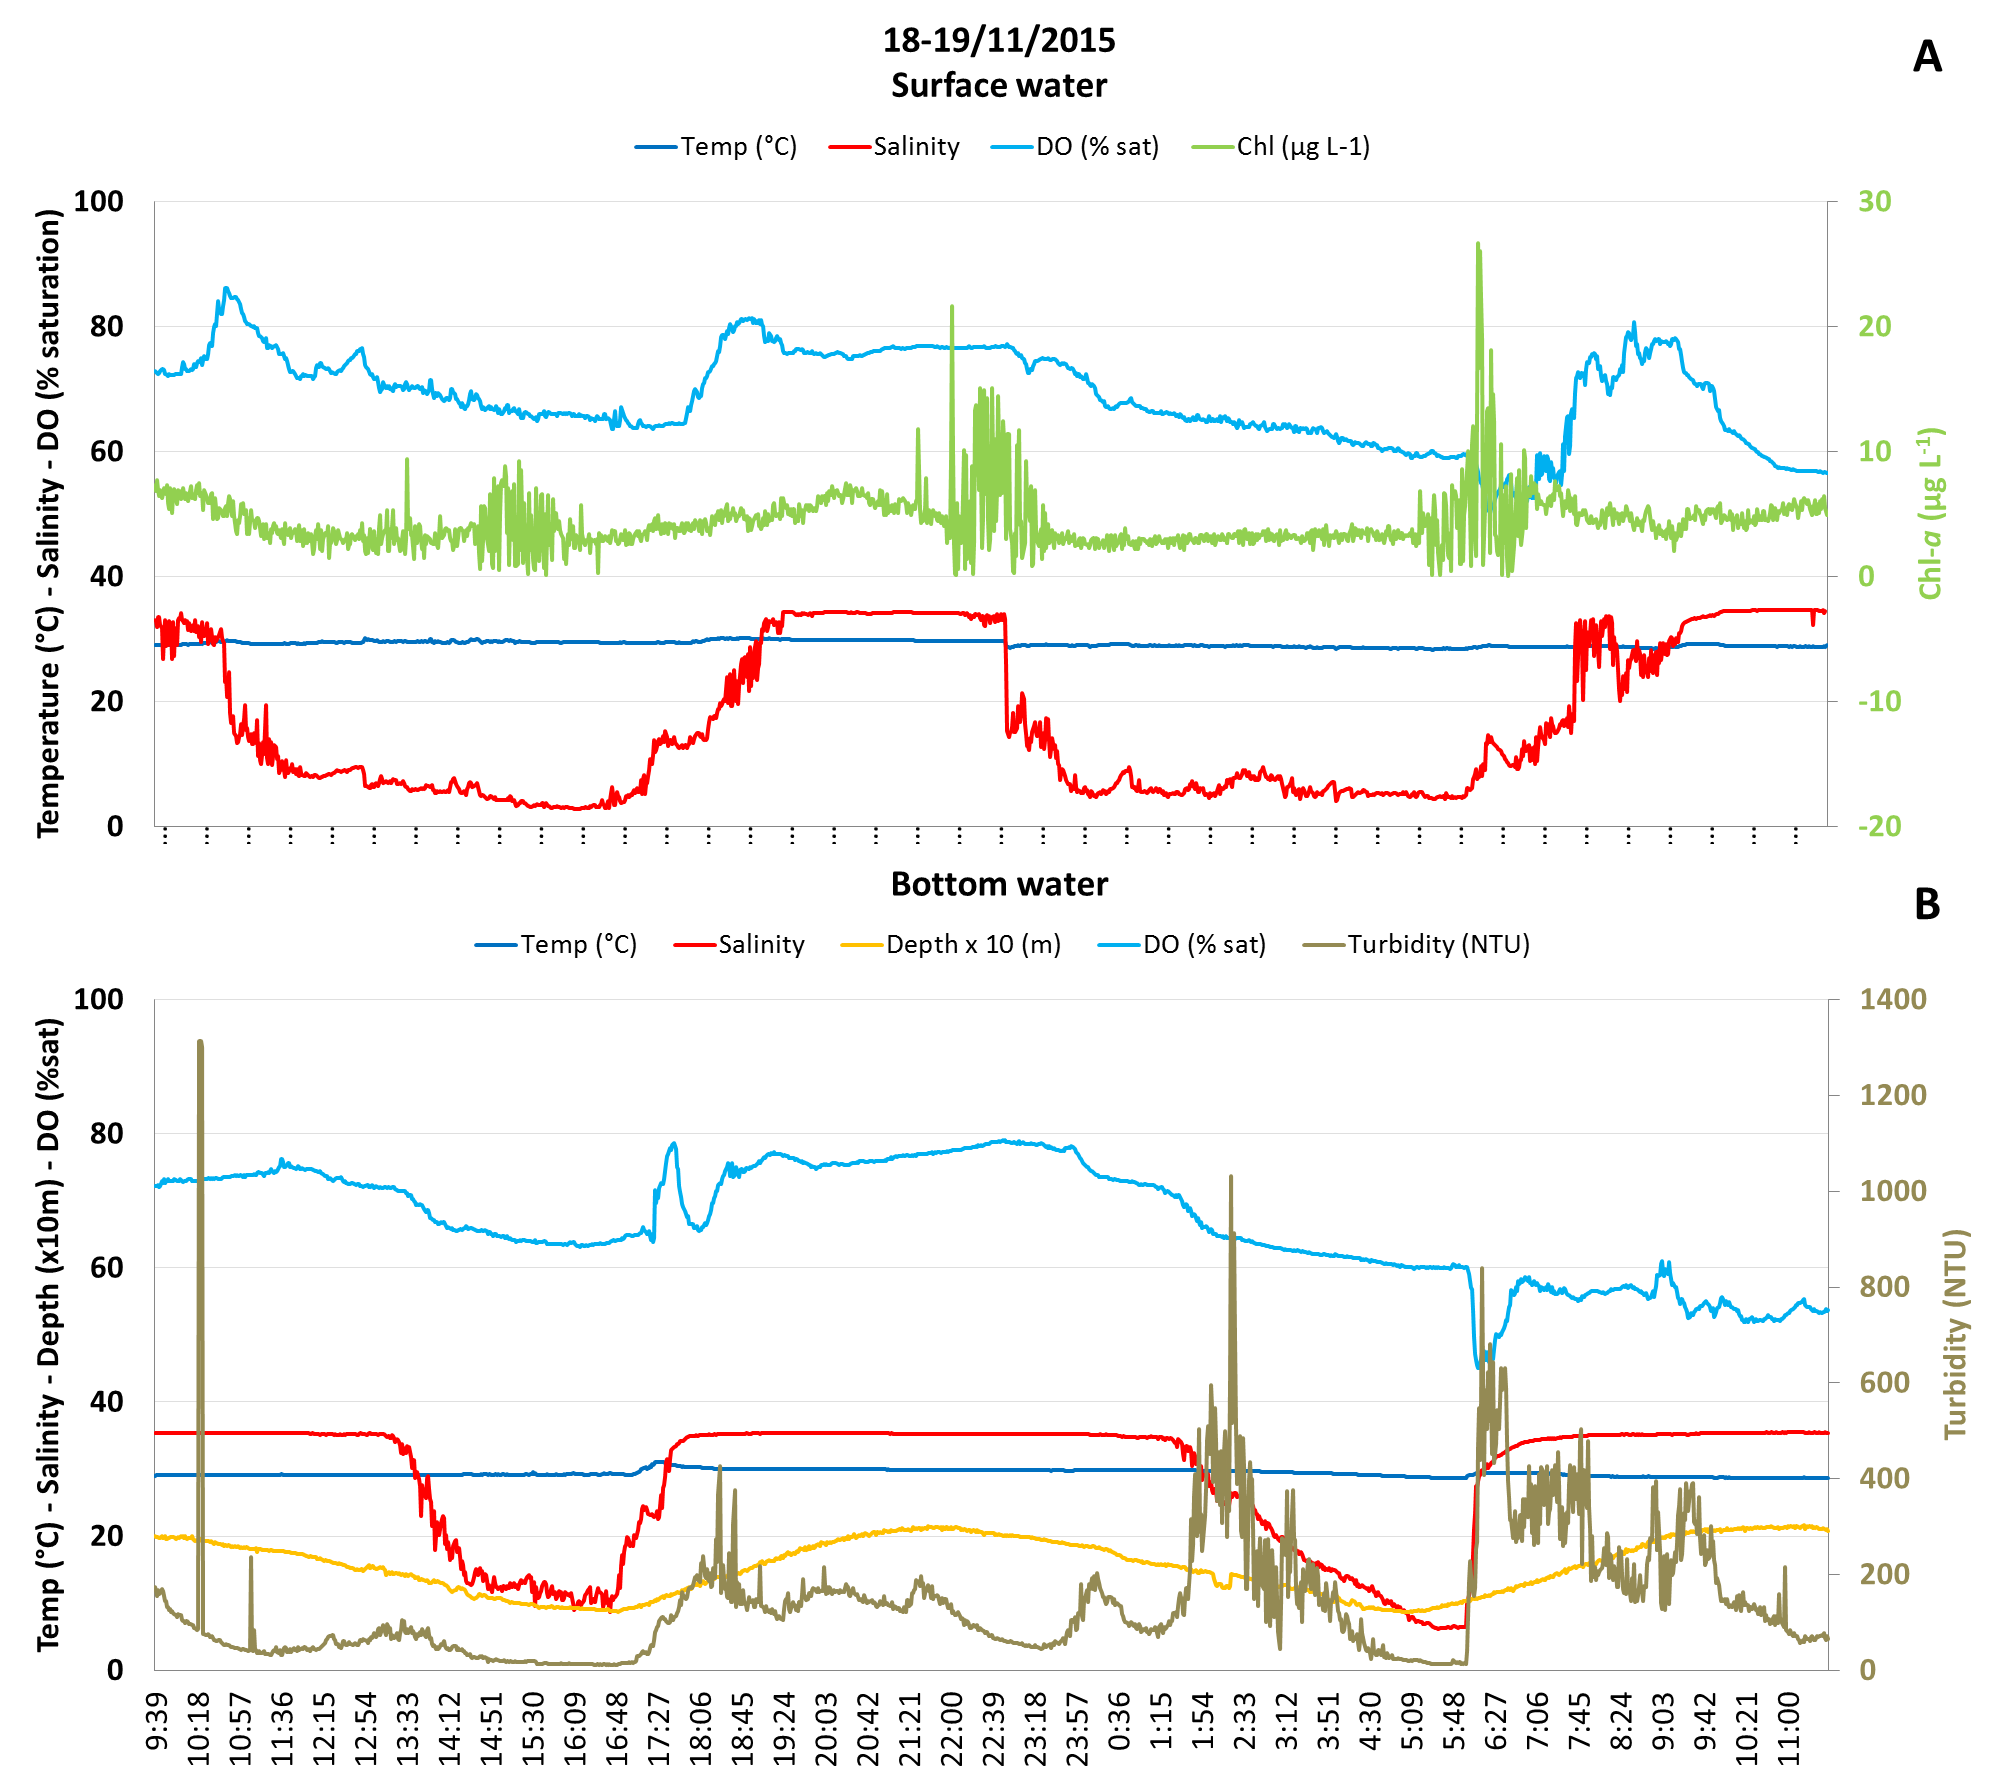 18-19/11/2015
A
Surface water
Temp (°C) Salinity DO (% sat) Chl (µg L-1)
Temperature (°C) - Salinity - DO (% saturation)
100
80
60
40
20
0
30
20
10
0
-10
-20
Chl-a (µg L-1)
Bottom water
B
Temp (°C) Salinity Depth x 10 (m) DO (% sat) Turbidity (NTU)
Temp (°C) - Salinity - Depth (x10m) - DO (%sat)
100
80
60
40
20
0
1400
1200
1000
800
600
400
200
0
Turbidity (NTU)
9:39 10:18 10:57 11:36 12:15 12:54 13:33 14:12 14:51 15:30 16:09 16:48 17:27 18:06 18:45 19:24 20:03 20:42 21:21 22:00 22:39 23:18 23:57 0:36 1:15 1:54 2:33 3:12 3:51 4:30 5:09 5:48 6:27 7:06 7:45 8:24 9:03 9:42 10:21 11:00